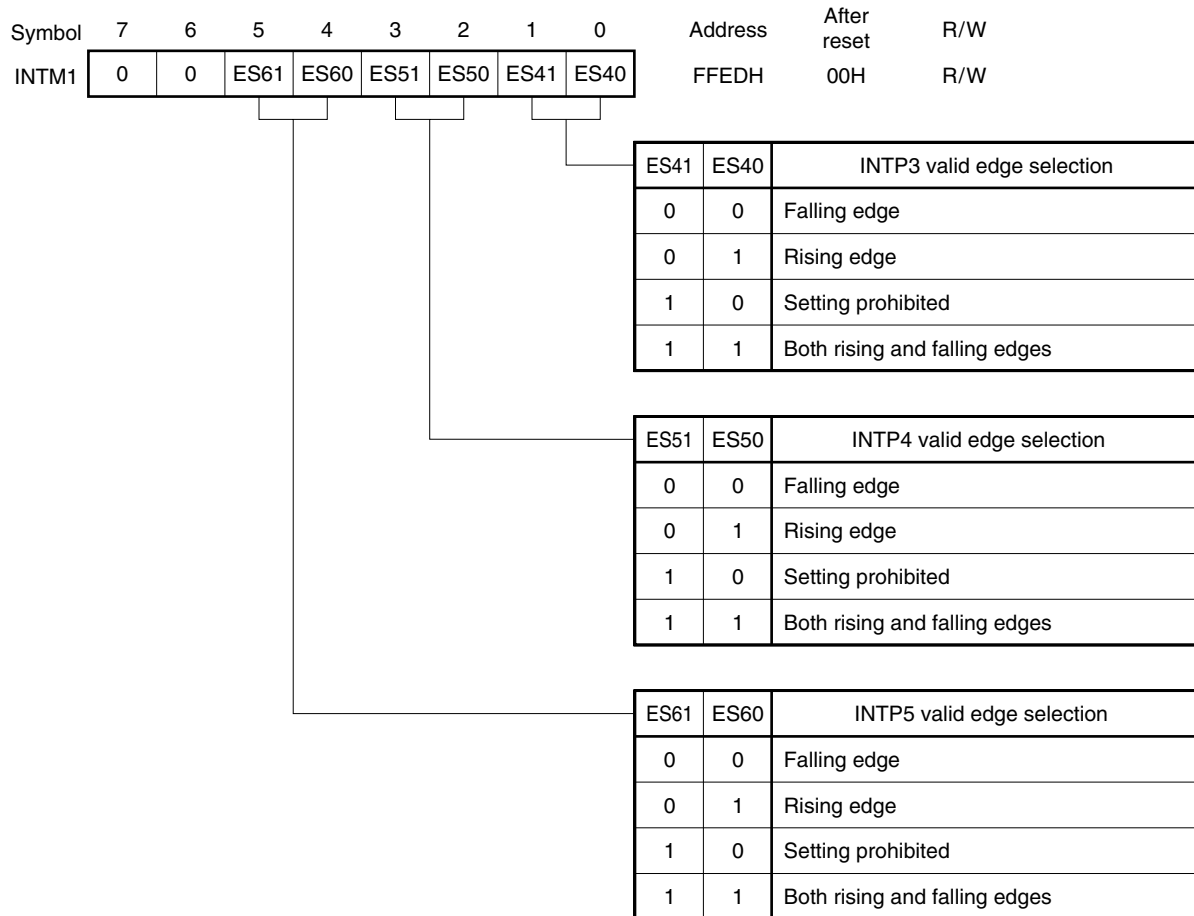 Symbol 7 6 5 4 3 2 1 0 Address After reset R/W
INTM1 0 0 ES61 ES60 ES51 ES50 ES41 ES40 FFEDH 00H R/W
ES41 ES40 INTP3 valid edge selection
0 0 Falling edge
0 1 Rising edge
1 0 Setting prohibited
1 1 Both rising and falling edges
ES51 ES50 INTP4 valid edge selection
0 0 Falling edge
0 1 Rising edge
1 0 Setting prohibited
1 1 Both rising and falling edges
ES61 ES60 INTP5 valid edge selection
0 0 Falling edge
0 1 Rising edge
1 0 Setting prohibited
1 1 Both rising and falling edges